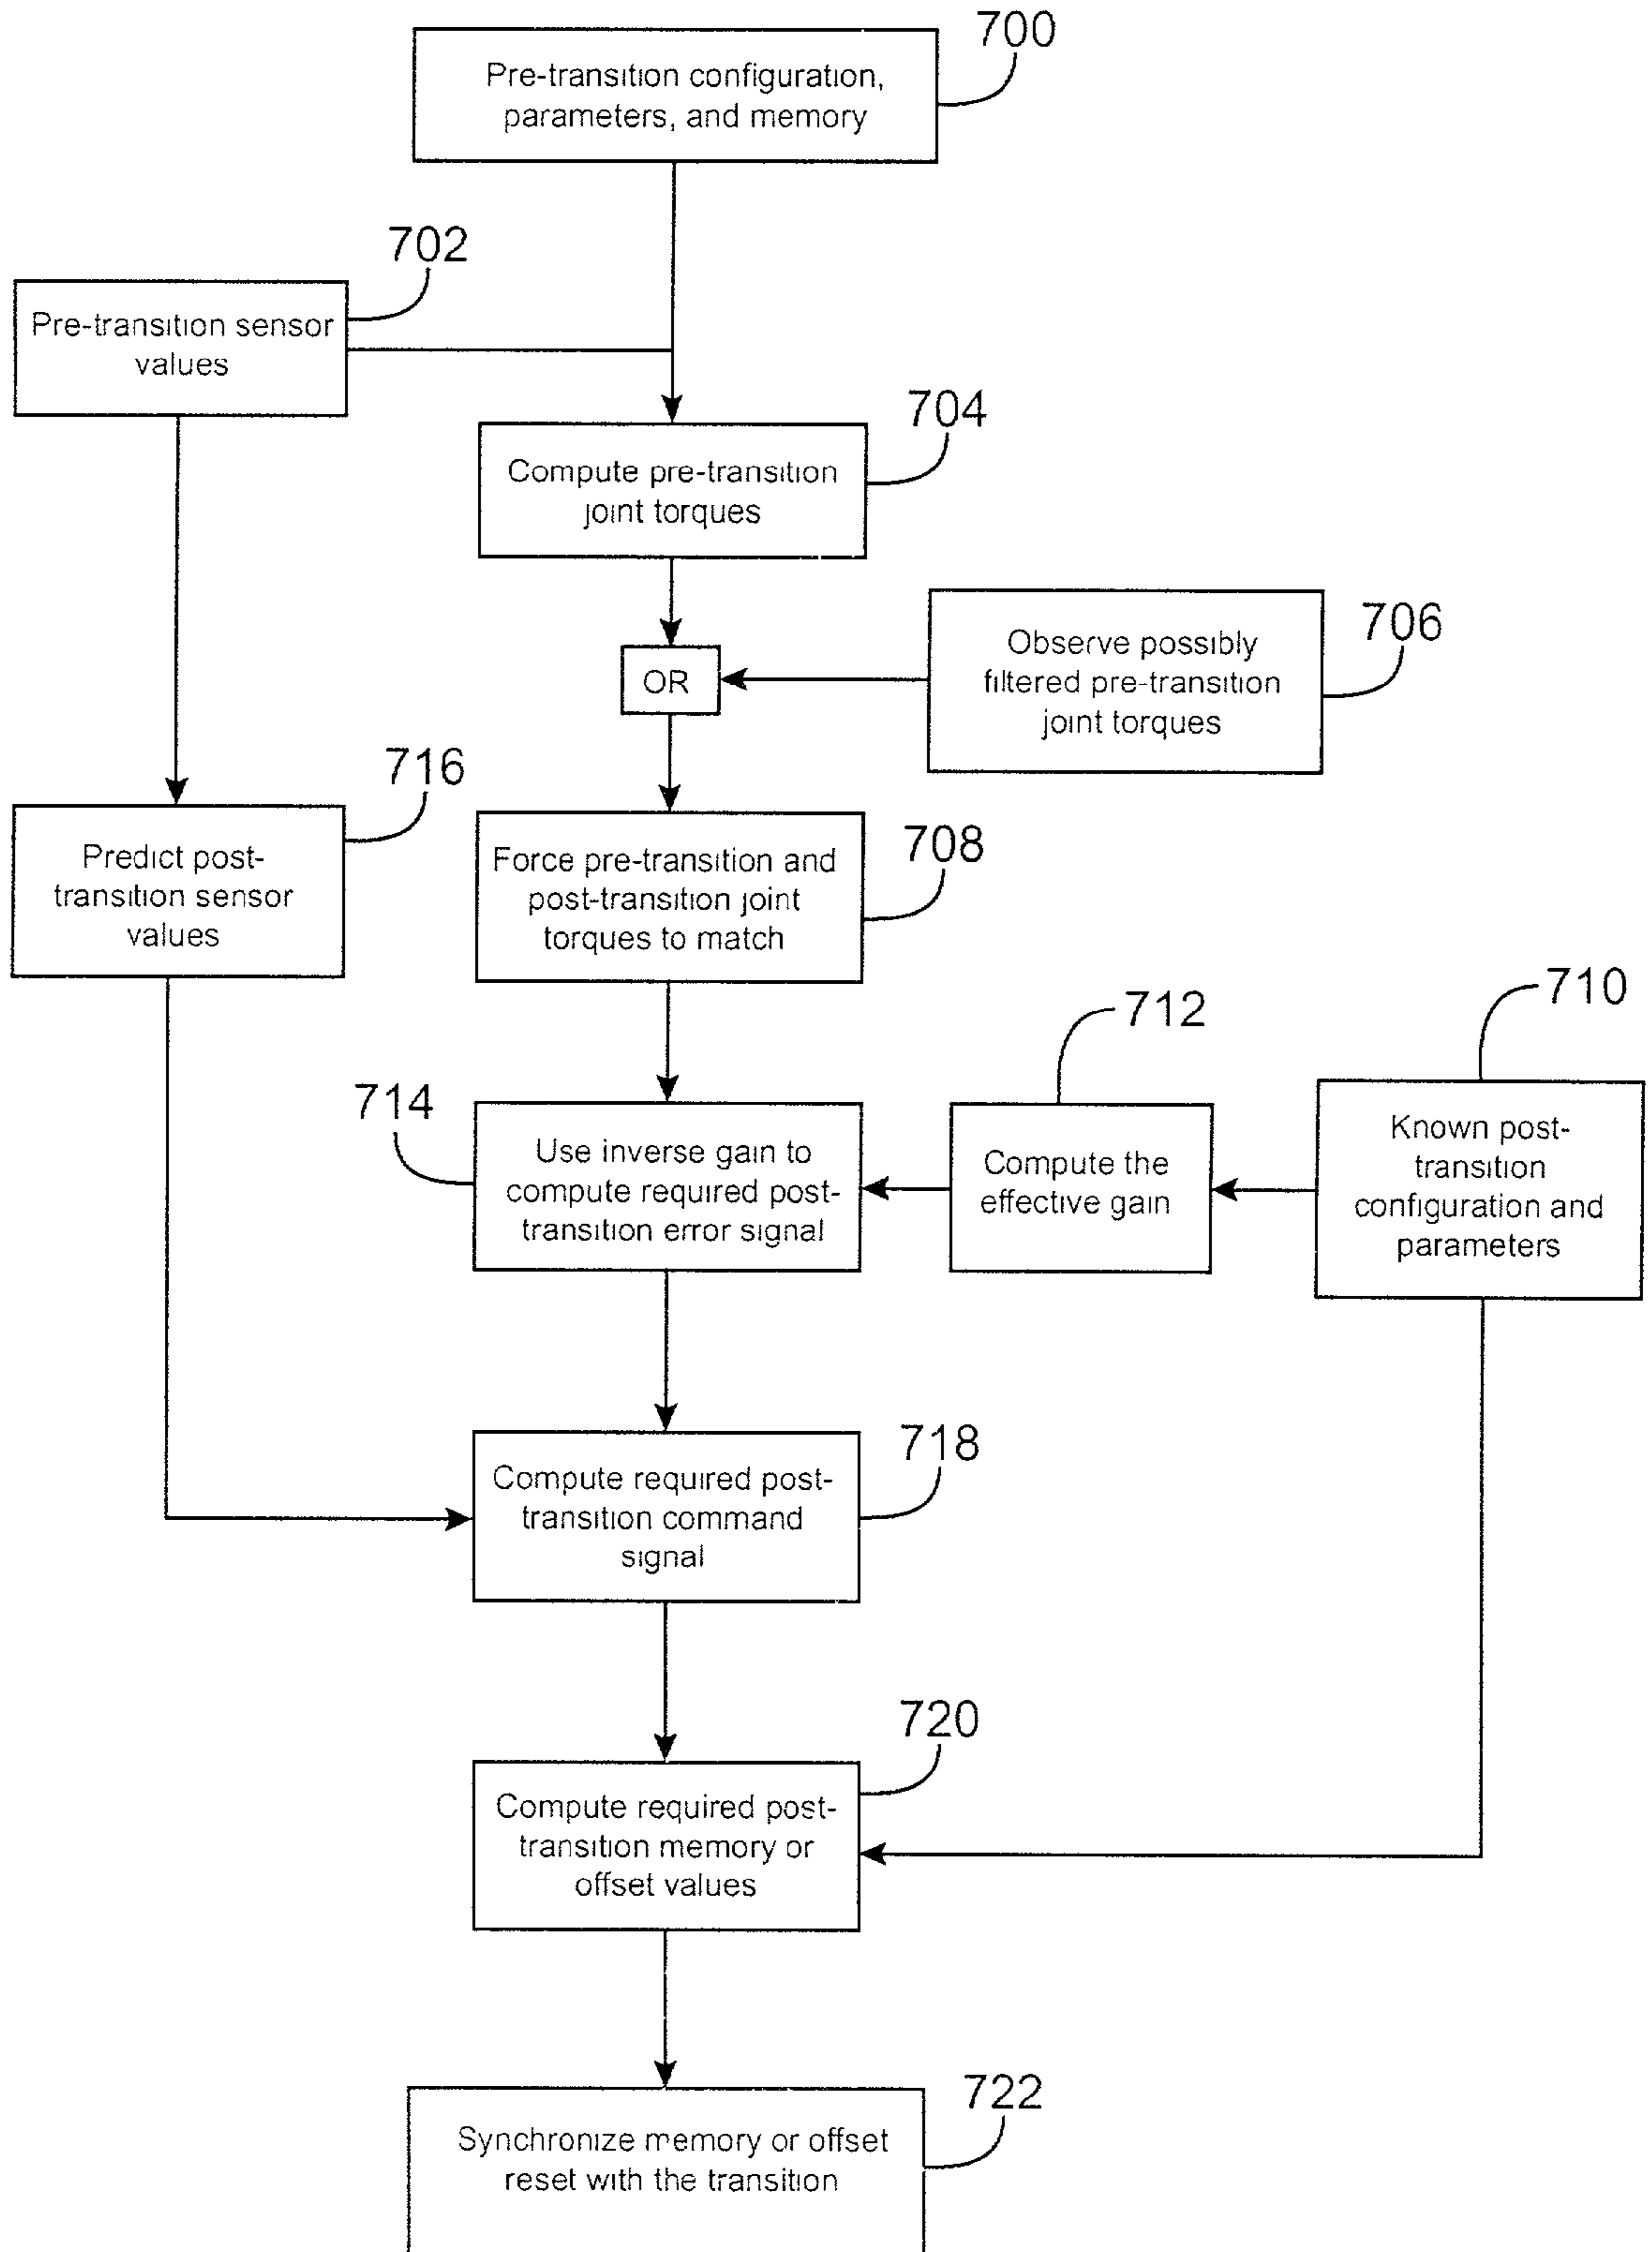 700
Pre-transition configuration,
parameters, and memory
702
Pre-transition sensor
values
704
Compute pre-transition
joint torques
706
Observe possibly
filtered pre-transition
joint torques
OR
716
Predict post-
transition sensor
values
708
Force pre-transition and
post-transition joint
torques to match
710
Known post-
transition
configuration and
parameters
712
Compute the
effective gain
714
Use inverse gain to
compute required post-
transition error signal
718
Compute required post-
transition command
signal
720
Compute required post-
transition memory or
offset values
722
Synchronize memory or offset
reset with the transition